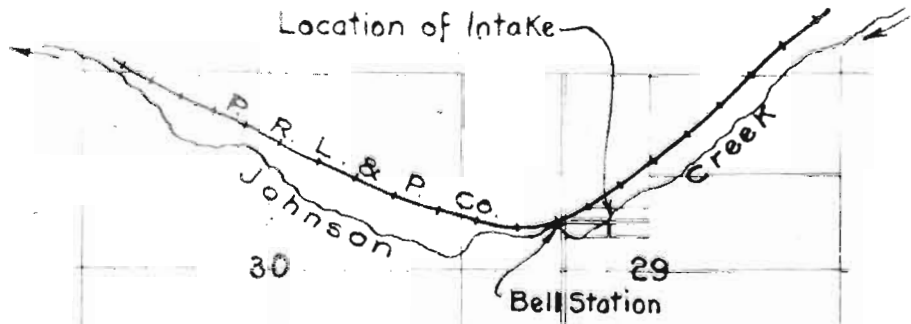 Location of Intake
P. R. L. & P. Co.
Johnson
Creek
30
29
Bell Station